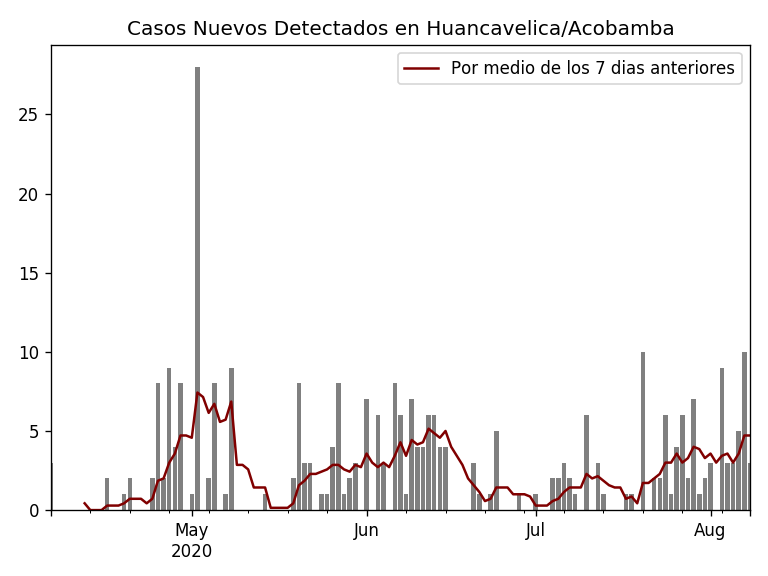 Casos Nuevos Detectados en Huancavelica/Acobamba
Por medio de los 7 dias anteriores
25
20
15
10
5
0
May Jun Jul Aug
2020